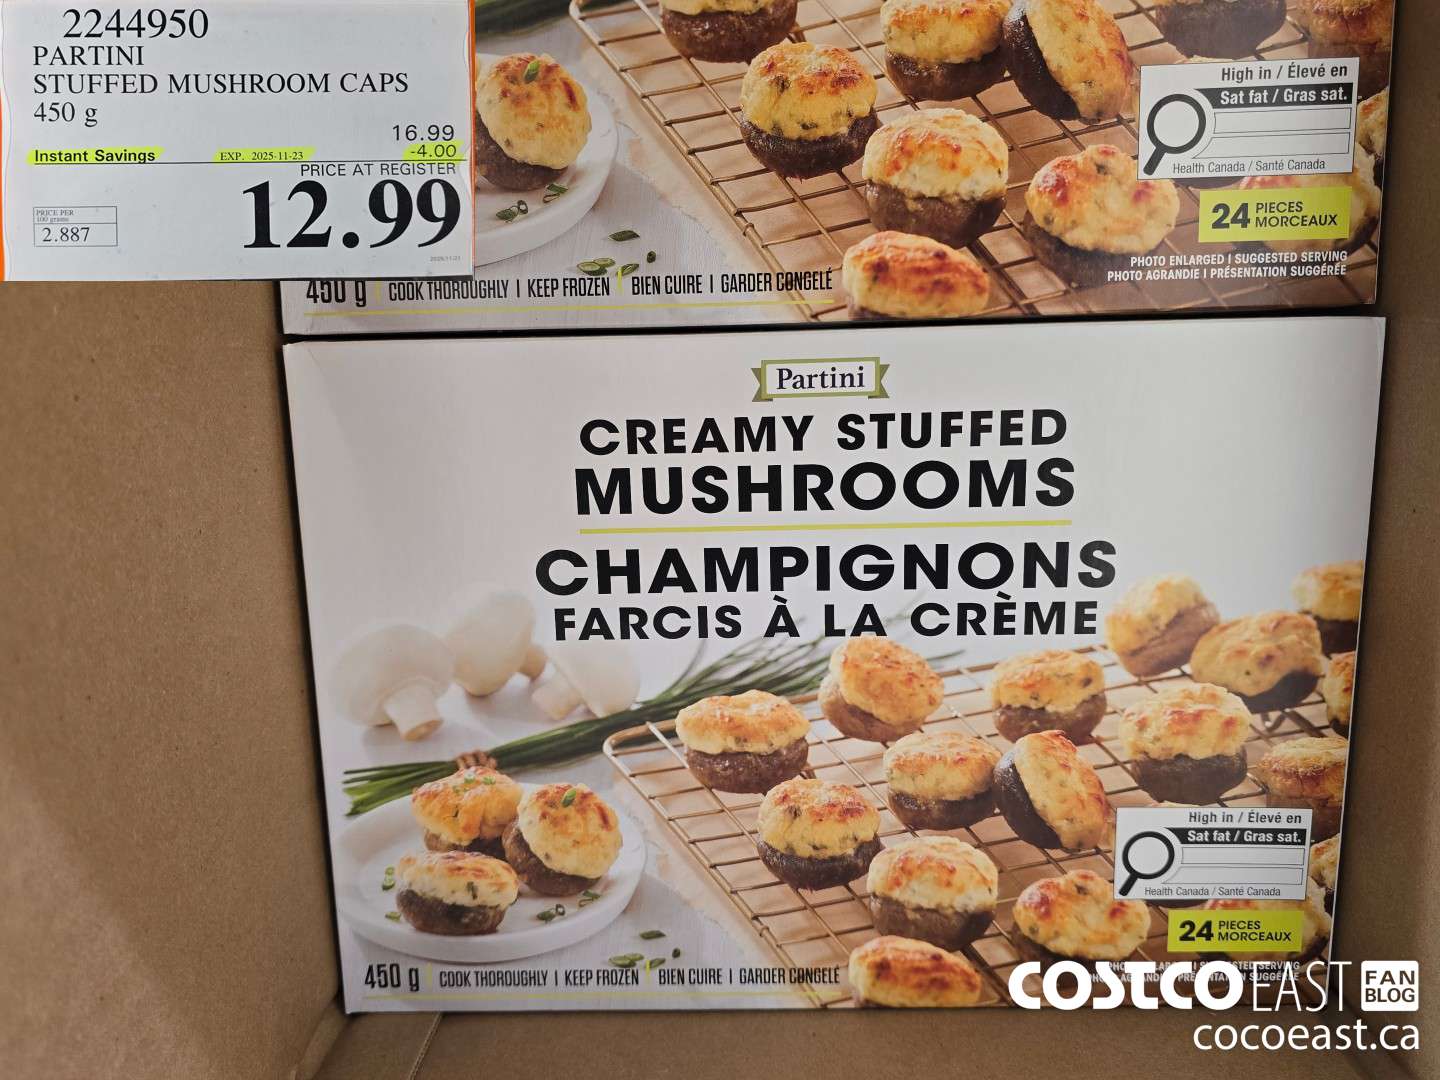 2244950
PARTINI
STUFFED MUSHROOM CAPS
450 g
16.99
Instant Savings EXP. 2025-11-23 -4.00
PRICE AT REGISTER
12.99
PRICE PER
100 grams
2.887
High in / Élevé en
Sat fat / Gras sat.
Health Canada / Santé Canada
24 PIECES
MORCEAUX
PHOTO ENLARGED I SUGGESTED SERVING
PHOTO AGRANDIE I PRÉSENTATION SUGGÉRÉE
450 g COOK THOROUGHLY I KEEP FROZEN BIEN CUIRE I GARDER CONGELÉ
Partini
CREAMY STUFFED
MUSHROOMS
CHAMPIGNONS
FARCIS À LA CRÈME
High in / Élevé en
Sat fat / Gras sat.
Health Canada / Santé Canada
24 PIECES
MORCEAUX
450 g COOK THOROUGHLY I KEEP FROZEN BIEN CUIRE I GARDER CONGELÉ
COSTCO EAST FAN
BLOG
cocoeast.ca